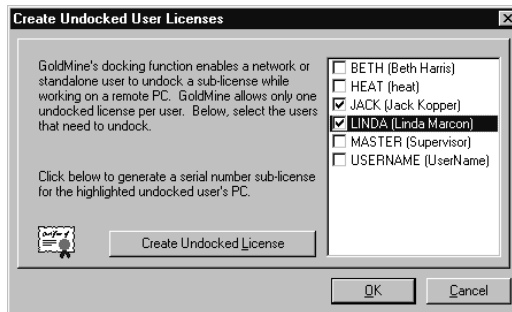 Create Undocked User Licenses
GoldMine's docking function enables a network or
standalone user to undock a sub-license while
working on a remote PC. GoldMine allows only one
undocked license per user. Below, select the users
that need to undock.
Click below to generate a serial number sub-license
for the highlighted undocked user's PC.
Create Undocked License
BETH (Beth Harris)
HEAT (heat)
JACK (Jack Kopper)
LINDA (Linda Marcon)
MASTER (Supervisor)
USERNAME (UserName)
OK
Cancel